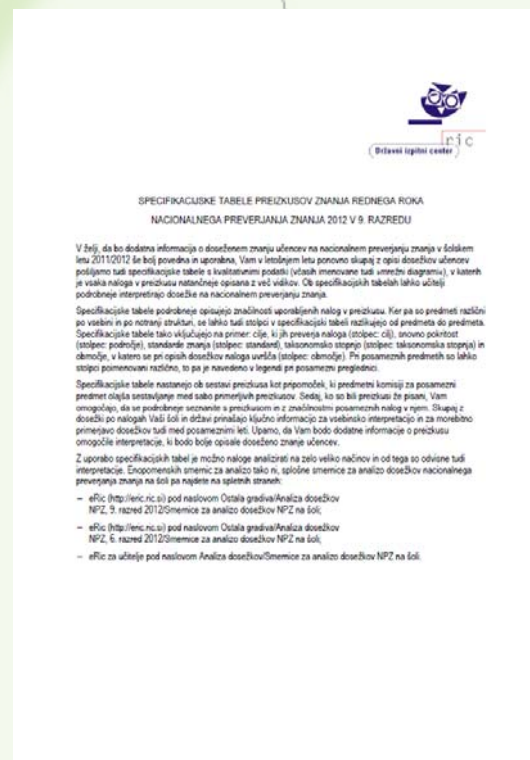 ric
Državni izpitni center
SPECIFIKACIJSKE TABELE PREIZKUSOV ZNANJA REDNEGA ROKA
NACIONALNEGA PREVERJANJA ZNANJA 2012 V 9. RAZREDU
V želji, da bo dodatna informacija o doseženem znanju učencev na nacionalnem preverjanju znanja v šolskem
letu 2011/2012 še bolj povedna in uporabna, Vam v letošnjem letu ponovno skupaj z opisi dosežkov učencev
pošiljamo tudi specifikacijske tabele s kvalitativnimi podatki (včasih imenovane tudi »mrežni diagrami«), v katerih
je vsaka naloga v preizkusu natančneje opisana z več vidikov. Ob specifikacijskih tabelah lahko učitelji
podrobneje interpretirajo dosežke na nacionalnem preverjanju znanja.
Specifikacijske tabele podrobneje opisujejo značilnosti uporabljenih nalog v preizkusu. Ker pa so predmeti različni
po vsebini in po notranji strukturi, se lahko tudi stolpci v specifikacijski tabeli razlikujejo od predmeta do predmeta.
Specifikacijske tabele tako vključujejo na primer: cilje, ki jih preverja naloga (stolpec: cilj), snovno pokritost
(stolpec: področje), standarde znanja (stolpec: standard), taksonomsko stopnjo (stolpec: taksonomska stopnja) in
območje, v katero se pri opisih dosežkov naloga uvršča (stolpec: območje). Pri posameznih predmetih so lahko
stolpci poimenovani različno, to pa je navedeno v legendi pri posamezni preglednici.
Specifikacijske tabele nastanejo ob sestavi preizkusa kot pripomoček, ki predmetni komisiji za posamezni
predmet olajša sestavljanje med sabo primerljivih preizkusov. Sedaj, ko so bili preizkusi že pisani, Vam
omogočajo, da se podrobneje seznanite s preizkusom in z značilnostmi posameznih nalog v njem. Skupaj z
dosežki po nalogah Vaši šoli in državi prinašajo ključno informacijo za vsebinsko interpretacijo in za morebitno
primerjavo dosežkov tudi med posameznimi leti. Upamo, da Vam bodo dodatne informacije o preizkusu
omogočile interpretacije, ki bodo bolje opisale doseženo znanje učencev.
Z uporabo specifikacijskih tabel je možno naloge analizirati na zelo veliko načinov in od tega so odvisne tudi
interpretacije. Enopomenskih smernic za analizo tako ni, splošne smernice za analizo dosežkov nacionalnega
preverjanja znanja na šoli pa najdete na spletnih straneh:
– eRic (http://eric.ric.si) pod naslovom Ostala gradiva/Analiza dosežkov
NPZ, 9. razred 2012/Smernice za analizo dosežkov NPZ na šoli;
– eRic (http://eric.ric.si) pod naslovom Ostala gradiva/Analiza dosežkov
NPZ, 6. razred 2012/Smernice za analizo dosežkov NPZ na šoli;
– eRic za učitelje pod naslovom Analiza dosežkov/Smernice za analizo dosežkov NPZ na šoli.